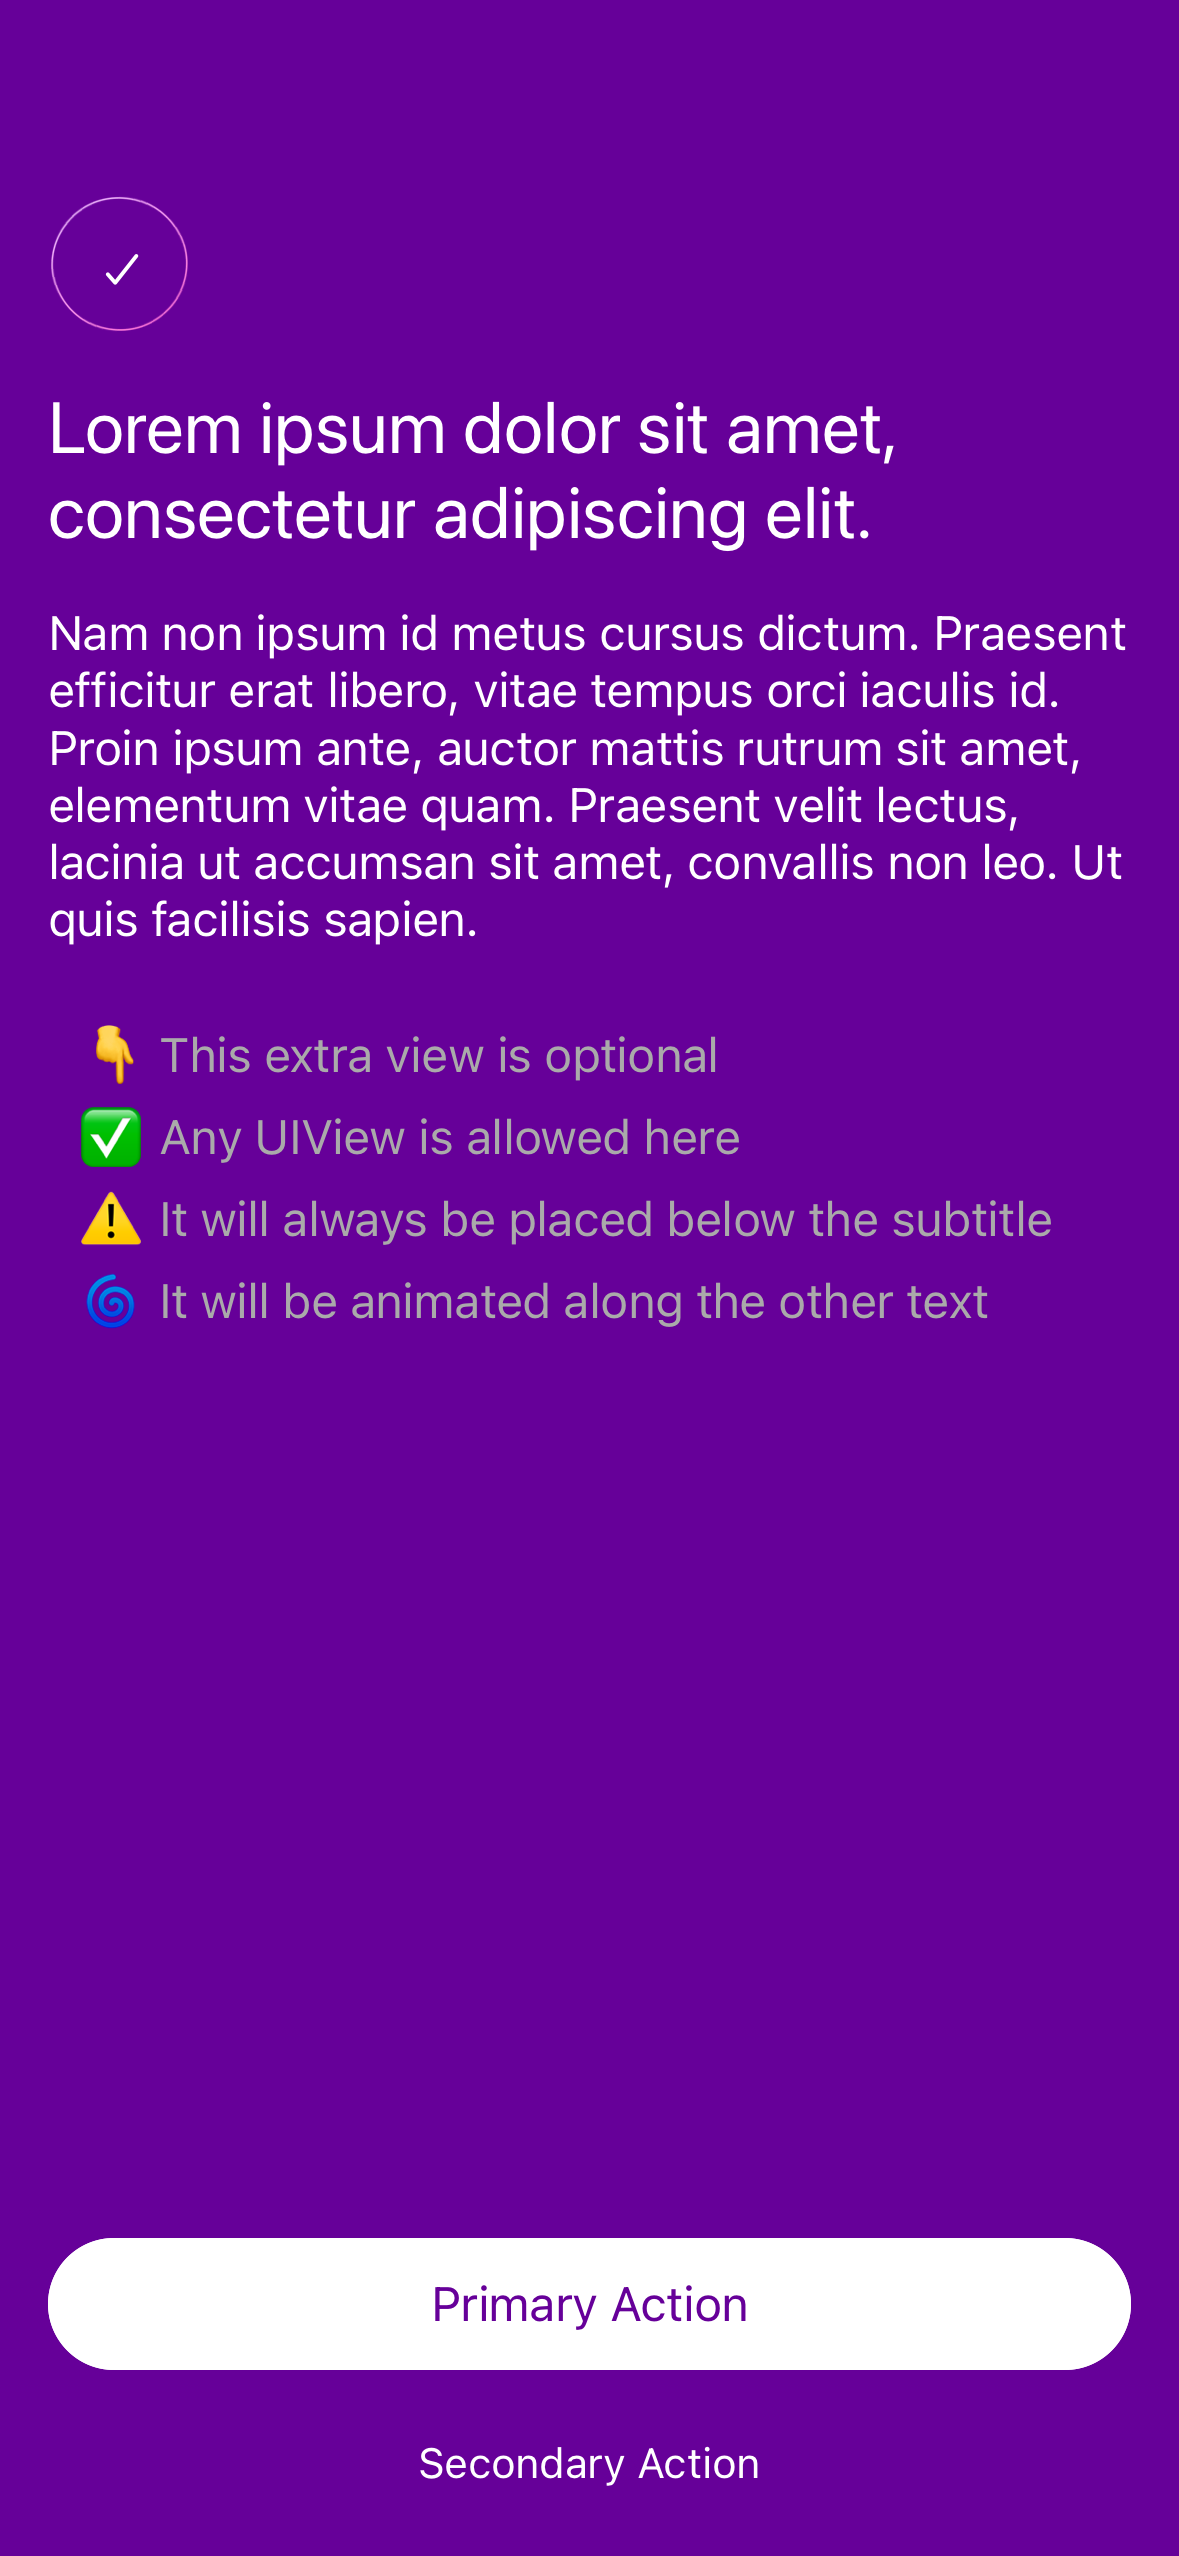 Lorem ipsum dolor sit amet,
consectetur adipiscing elit.
Nam non ipsum id metus cursus dictum. Praesent
efficitur erat libero, vitae tempus orci iaculis id.
Proin ipsum ante, auctor mattis rutrum sit amet,
elementum vitae quam. Praesent velit lectus,
lacinia ut accumsan sit amet, convallis non leo. Ut
quis facilisis sapien.
👇 This extra view is optional
✅ Any UIView is allowed here
⚠️ It will always be placed below the subtitle
🌀 It will be animated along the other text
Primary Action
Secondary Action